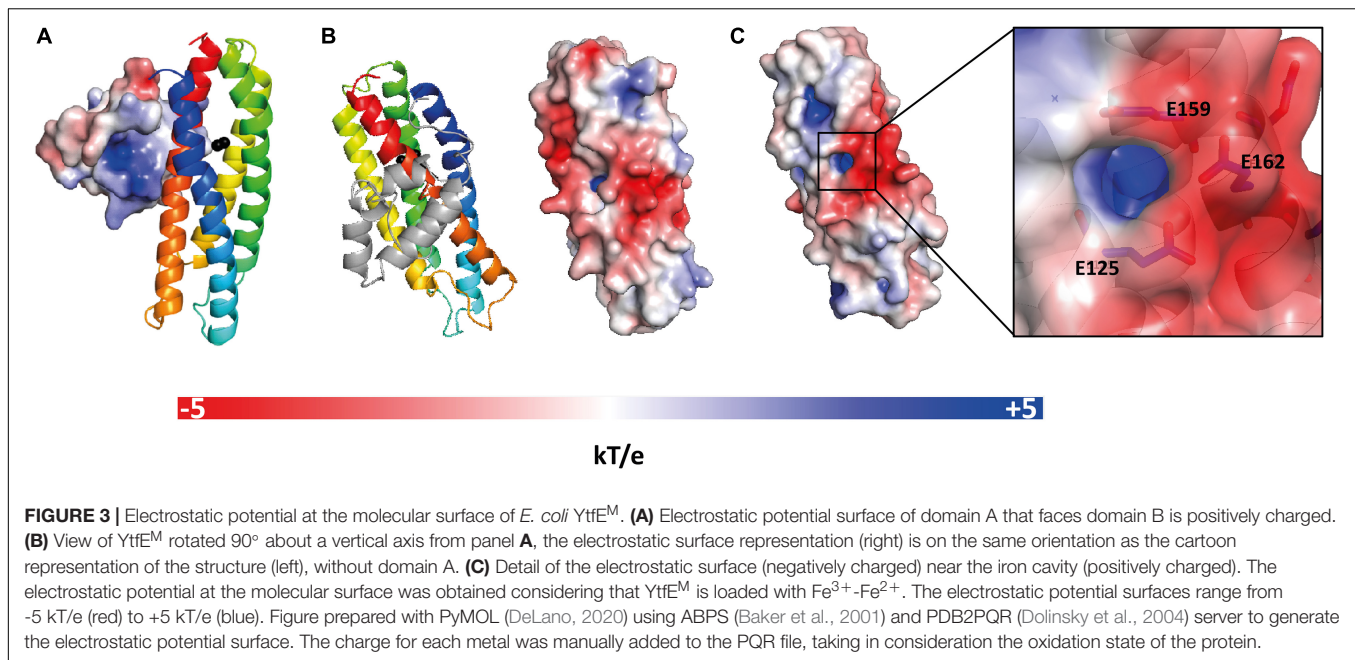 A
B
C
E159
E162
E125
-5
+5
kT/e
FIGURE 3 | Electrostatic potential at the molecular surface of E. coli YtfEM. (A) Electrostatic potential surface of domain A that faces domain B is positively charged.
(B) View of YtfEM rotated 90° about a vertical axis from panel A, the electrostatic surface representation (right) is on the same orientation as the cartoon
representation of the structure (left), without domain A. (C) Detail of the electrostatic surface (negatively charged) near the iron cavity (positively charged). The
electrostatic potential at the molecular surface was obtained considering that YtfEM is loaded with Fe3+-Fe2+. The electrostatic potential surfaces range from
-5 kT/e (red) to +5 kT/e (blue). Figure prepared with PyMOL (DeLano, 2020) using ABPS (Baker et al., 2001) and PDB2PQR (Dolinsky et al., 2004) server to generate
the electrostatic potential surface. The charge for each metal was manually added to the PQR file, taking in consideration the oxidation state of the protein.